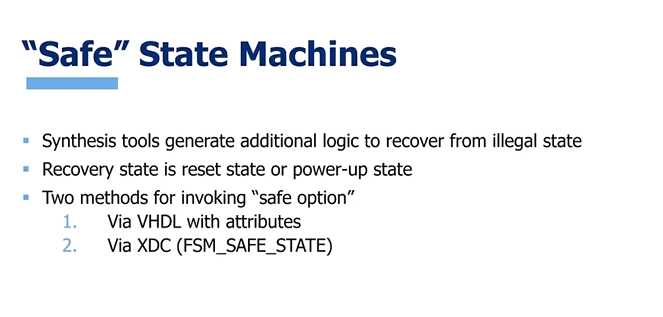 “Safe” State Machines
▪ Synthesis tools generate additional logic to recover from illegal state
▪ Recovery state is reset state or power-up state
▪ Two methods for invoking “safe option”
1. Via VHDL with attributes
2. Via XDC (FSM_SAFE_STATE)